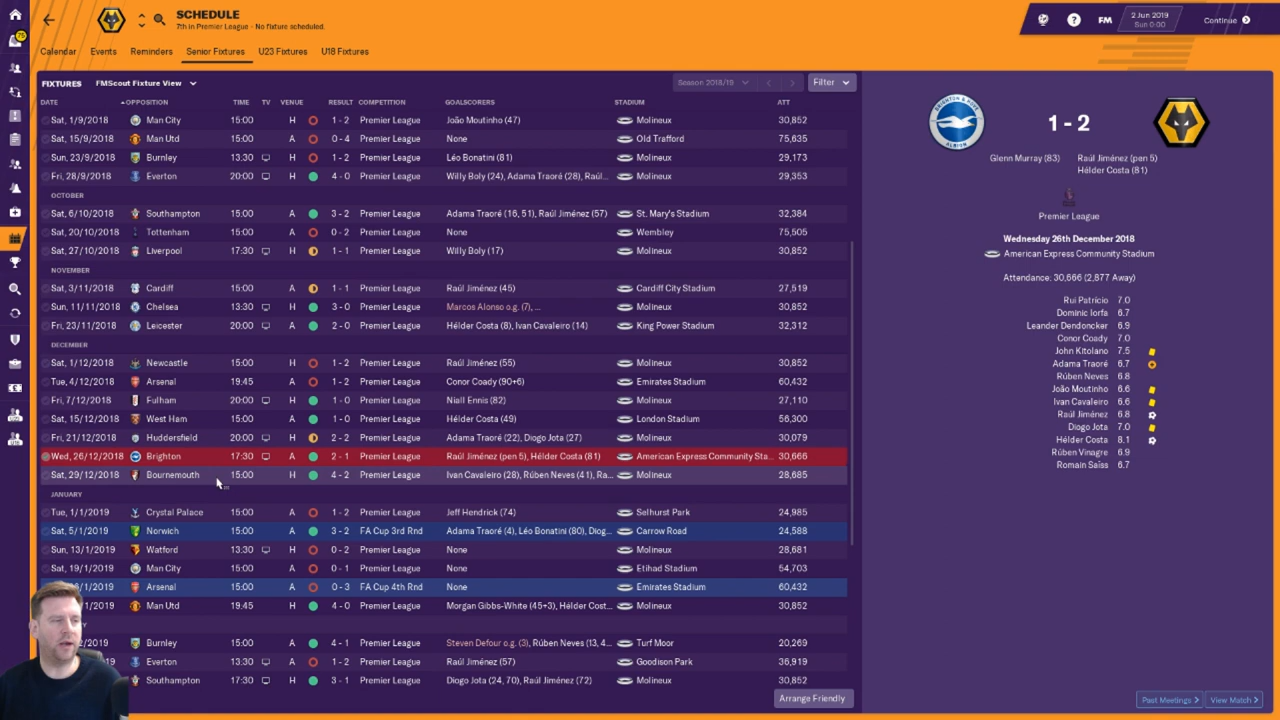 SCHEDULE
7th in Premier League - No fixture scheduled.
75
FM
2 Jun 2019
Sun 0:00
Continue
Calendar Events Reminders Senior Fixtures U23 Fixtures U18 Fixtures
FIXTURES FMScout Fixture View Season 2018/19 Filter
DATE OPPOSITION TIME TV VENUE RESULT COMPETITION GOALSCORERS STADIUM ATT
Sat, 1/9/2018 Man City 15:00 H 1 - 2 Premier League João Moutinho (47) Molineux 30,852
Sat, 15/9/2018 Man Utd 15:00 A 0 - 4 Premier League None Old Trafford 75,635
Sun, 23/9/2018 Burnley 13:30 H 1 - 2 Premier League Léo Bonatini (81) Molineux 29,173
Fri, 28/9/2018 Everton 20:00 H 4 - 0 Premier League Willy Boly (24), Adama Traoré (28), Raúl... Molineux 29,353
OCTOBER
Sat, 6/10/2018 Southampton 15:00 A 3 - 2 Premier League Adama Traoré (16, 51), Raúl Jiménez (57) St. Mary's Stadium 32,384
Sat, 20/10/2018 Tottenham 15:00 A 0 - 2 Premier League None Wembley 75,505
Sat, 27/10/2018 Liverpool 17:30 H 1 - 1 Premier League Willy Boly (17) Molineux 30,852
NOVEMBER
Sat, 3/11/2018 Cardiff 15:00 A 1 - 1 Premier League Raúl Jiménez (45) Cardiff City Stadium 27,519
Sun, 11/11/2018 Chelsea 13:30 H 3 - 0 Premier League Marcos Alonso o.g. (7), ... Molineux 30,852
Fri, 23/11/2018 Leicester 20:00 A 2 - 0 Premier League Hélder Costa (8), Ivan Cavaleiro (14) King Power Stadium 32,312
DECEMBER
Sat, 1/12/2018 Newcastle 15:00 H 1 - 2 Premier League Raúl Jiménez (55) Molineux 30,852
Tue, 4/12/2018 Arsenal 19:45 A 1 - 2 Premier League Conor Coady (90+6) Emirates Stadium 60,432
Fri, 7/12/2018 Fulham 20:00 H 1 - 0 Premier League Niall Ennis (82) Molineux 27,110
Sat, 15/12/2018 West Ham 15:00 A 1 - 0 Premier League Hélder Costa (49) London Stadium 56,300
Fri, 21/12/2018 Huddersfield 20:00 H 2 - 2 Premier League Adama Traoré (22), Diogo Jota (27) Molineux 30,079
Wed, 26/12/2018 Brighton 17:30 A 2 - 1 Premier League Raúl Jiménez (pen 5), Hélder Costa (81) American Express Community Sta... 30,666
Sat, 29/12/2018 Bournemouth 15:00 H 4 - 2 Premier League Ivan Cavaleiro (28), Rúben Neves (41), Ra... Molineux 28,685
JANUARY
Tue, 1/1/2019 Crystal Palace 15:00 A 1 - 2 Premier League Jeff Hendrick (74) Selhurst Park 24,985
Sat, 5/1/2019 Norwich 15:00 A 3 - 2 FA Cup 3rd Rnd Adama Traoré (4), Léo Bonatini (80), Diog... Carrow Road 24,588
Sun, 13/1/2019 Watford 13:30 H 0 - 2 Premier League None Molineux 28,681
Sat, 19/1/2019 Man City 15:00 A 0 - 1 Premier League None Etihad Stadium 54,703
/1/2019 Arsenal 15:00 A 0 - 3 FA Cup 4th Rnd None Emirates Stadium 60,432
/2019 Man Utd 19:45 H 4 - 0 Premier League Morgan Gibbs-White (45+3), Hélder Cost... Molineux 30,852
/2019 Burnley 15:00 A 4 - 1 Premier League Steven Defour o.g. (3), Rúben Neves (13, 4... Turf Moor 20,269
Everton 13:30 A 1 - 2 Premier League Raúl Jiménez (57) Goodison Park 36,919
Southampton 17:30 H 3 - 1 Premier League Diogo Jota (24, 70), Raúl Jiménez (72) Molineux 30,852
Arrange Friendly
1 - 2
Glenn Murray (83) Raúl Jiménez (pen 5)
Hélder Costa (81)
Premier League
Wednesday 26th December 2018
American Express Community Stadium
Attendance: 30,666 (2,877 Away)
Rui Patrício 7.0
Dominic Iorfa 6.7
Leander Dendoncker 6.9
Conor Coady 7.0
John Kitolano 7.5
Adama Traoré 6.7
Rúben Neves 6.8
João Moutinho 6.6
Ivan Cavaleiro 6.6
Raúl Jiménez 6.8
Diogo Jota 7.0
Hélder Costa 8.1
Rúben Vinagre 6.9
Romain Saïss 6.7
Past Meetings View Match